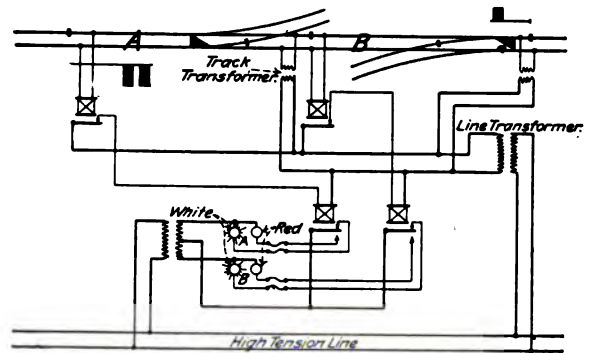 A
B
Track
Transformer.
Line Transformer.
White
Red
A
B
High Tension Line